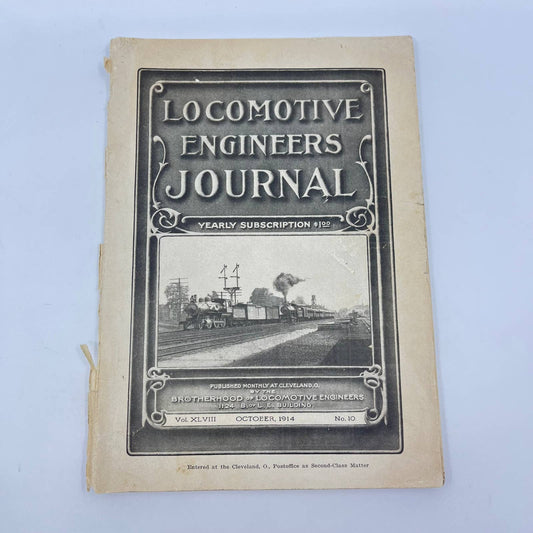 LOCOMOTIVE
ENGINEERS
JOURNAL
YEARLY SUBSCRIPTION $1.00
PUBLISHED MONTHLY AT CLEVELAND, O.
BY THE
BROTHERHOOD OF LOCOMOTIVE ENGINEERS
1124 B. OF L. E. BUILDING,
VOL. XLVIII OCTOBER, 1914 NO. 10
Entered at the Cleveland, O., Postoffice as Second-Class Matter